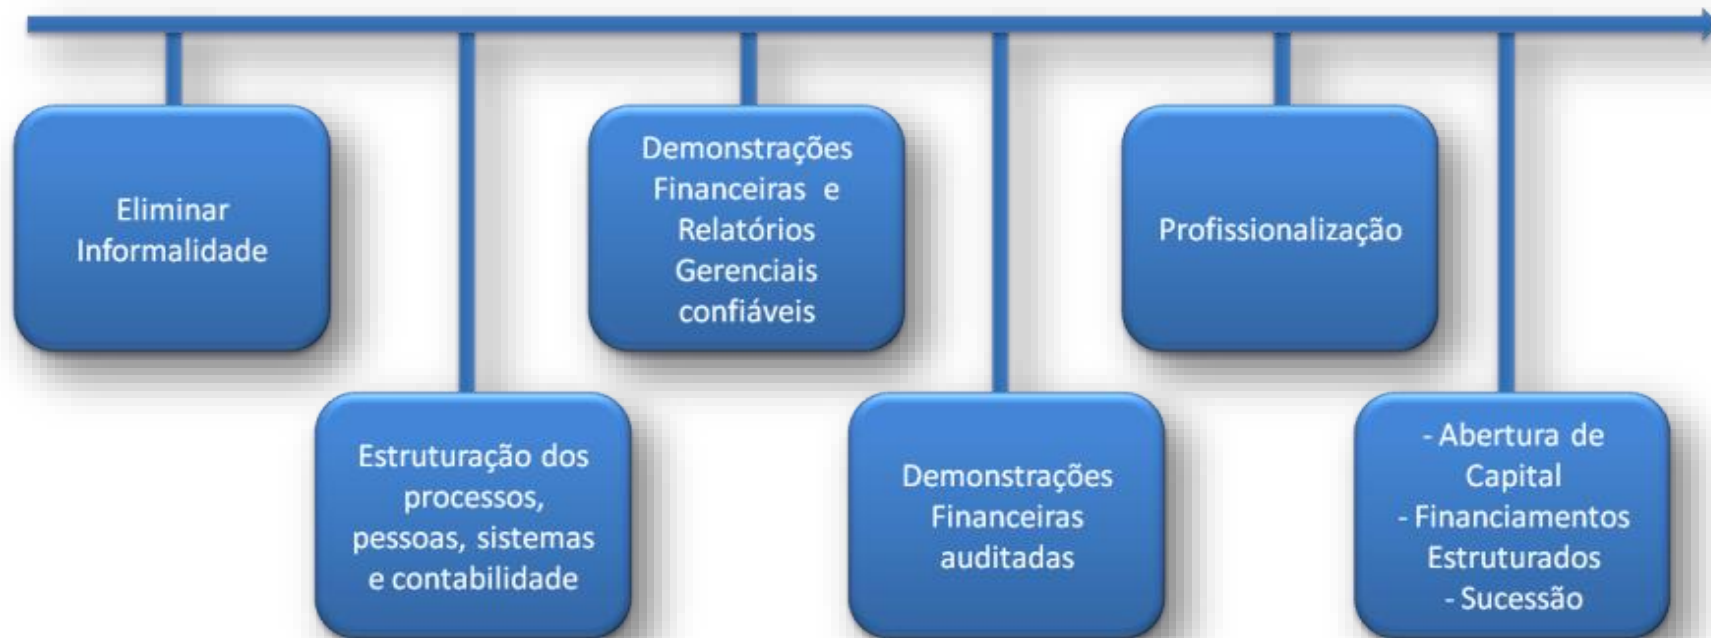 Eliminar
Informalidade
Estruturação dos
processos,
pessoas, sistemas
e contabilidade
Demonstrações
Financeiras e
Relatórios
Gerenciais
confiáveis
Demonstrações
Financeiras
auditadas
Profissionalização
- Abertura de
Capital
- Financiamentos
Estruturados
- Sucessão